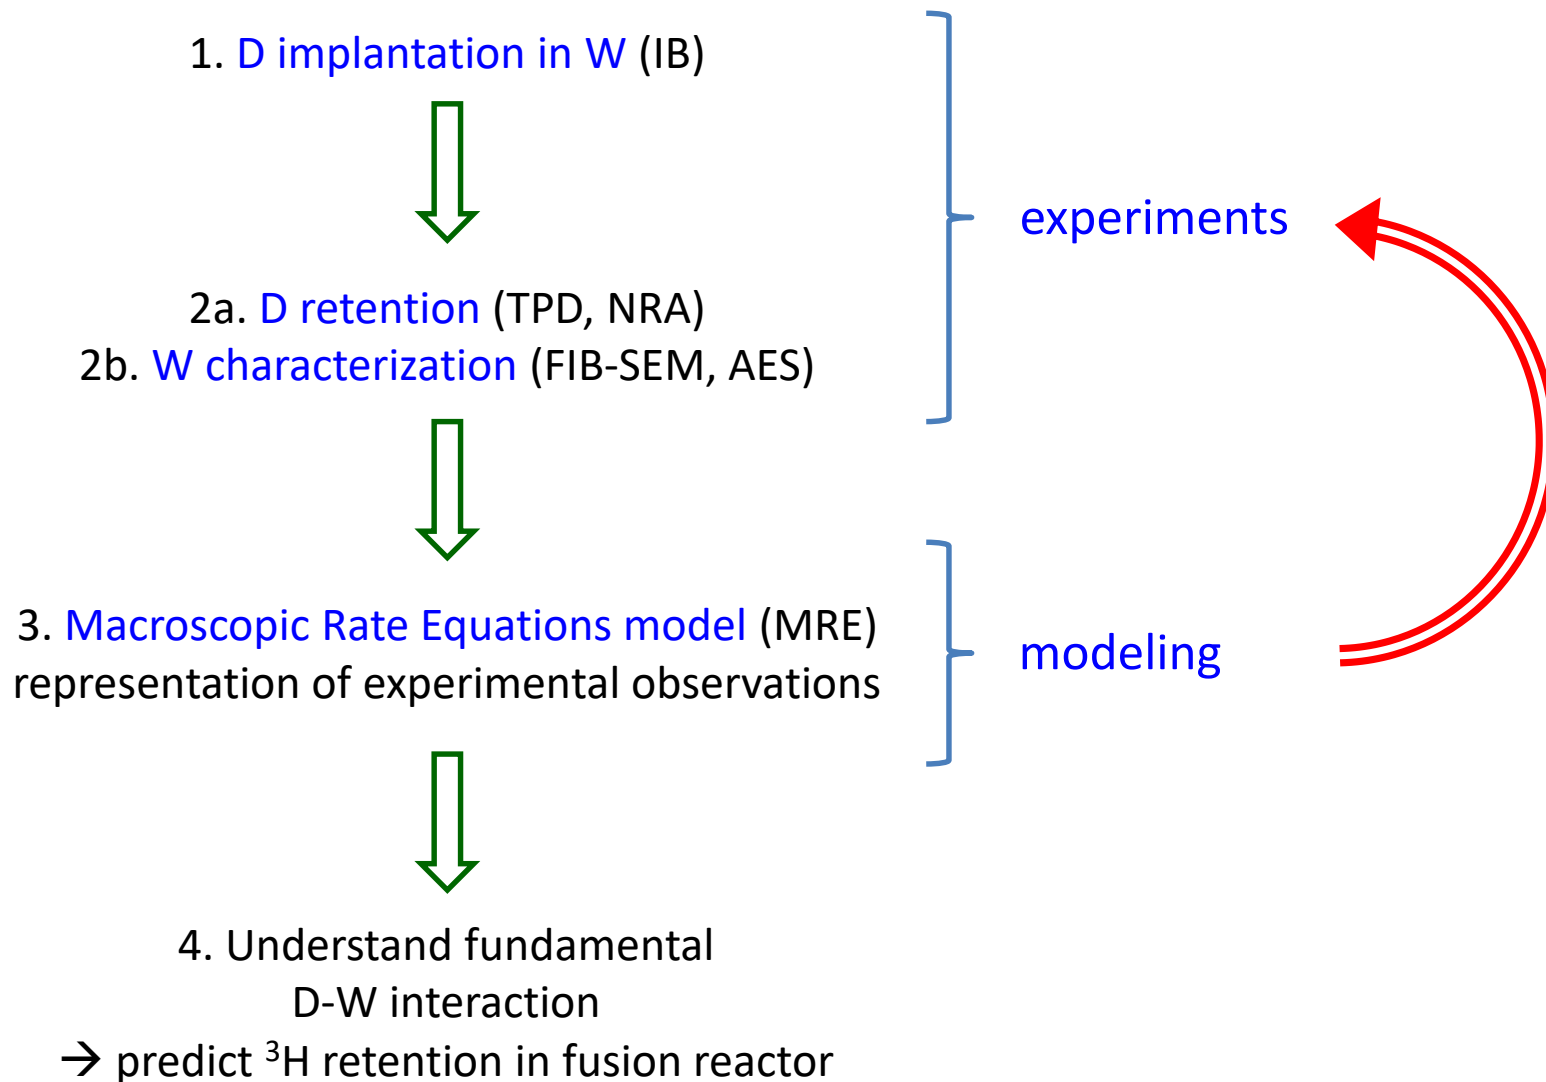 1. D implantation in W (IB)
2a. D retention (TPD, NRA)
2b. W characterization (FIB-SEM, AES)
experiments
3. Macroscopic Rate Equations model (MRE)
representation of experimental observations
modeling
4. Understand fundamental
D-W interaction
→ predict ³H retention in fusion reactor